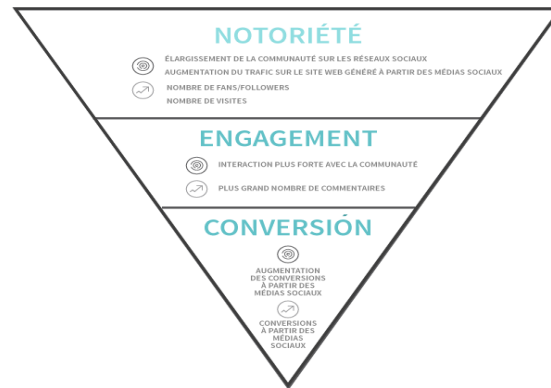 NOTORIÉTÉ
ÉLARGISSEMENT DE LA COMMUNAUTÉ SUR LES RÉSEAUX SOCIAUX
AUGMENTATION DU TRAFIC SUR LE SITE WEB GÉNÉRÉ À PARTIR DES MÉDIAS SOCIAUX
NOMBRE DE FANS/FOLLOWERS
NOMBRE DE VISITES
ENGAGEMENT
INTERACTION PLUS FORTE AVEC LA COMMUNAUTÉ
PLUS GRAND NOMBRE DE COMMENTAIRES
CONVERSIÓN
AUGMENTATION
DES CONVERSIONS
À PARTIR DES
MÉDIAS SOCIAUX
CONVERSIONS
À PARTIR DES
MÉDIAS
SOCIAUX